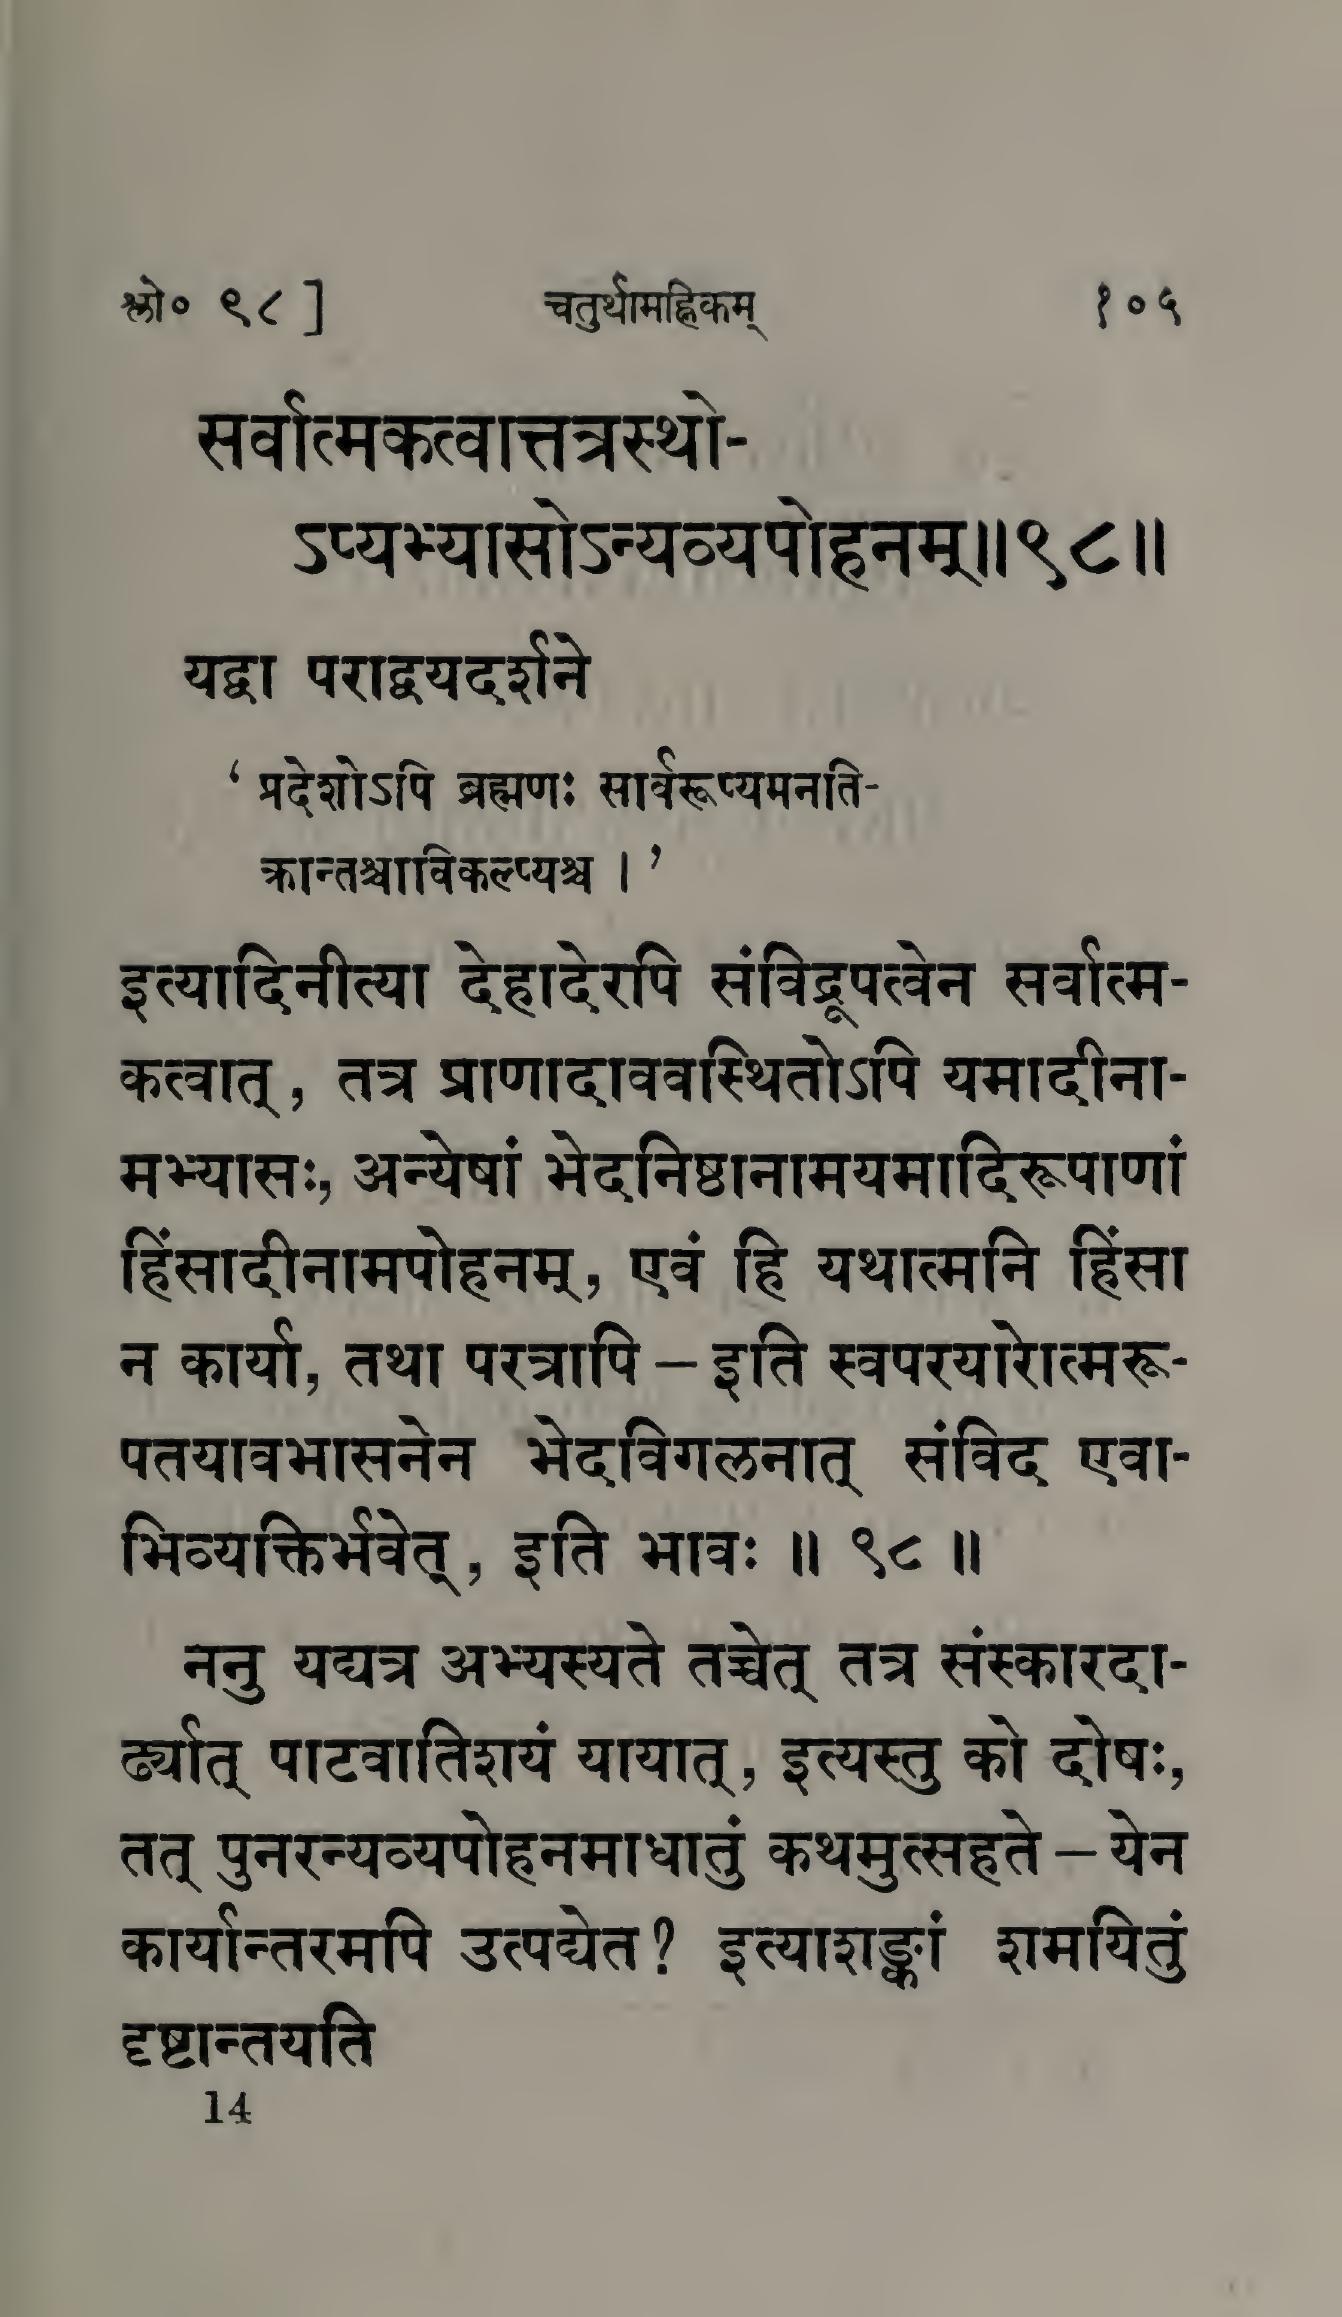 श्लो० ९८ ] चतुर्थमाह्निकम् १०५
सर्वात्मकत्वात्तत्रस्थो-
ऽप्यभ्यासोऽन्यव्यपोहनम्॥९८॥
यद्वा पराद्वयदर्शने
‘ प्रदेशोऽपि ब्रह्मणः सार्वरूप्यमनति-
क्रान्तश्चाविकल्प्यश्च । ’
इत्यादिनीत्या देहादेरपि संविद्रूपत्वेन सर्वात्म-
कत्वात्, तत्र प्राणादाववस्थितोऽपि यमादीना-
मभ्यासः, अन्येषां भेदनिष्ठानामयमादिरूपाणां
हिंसादीनामपोहनम्, एवं हि यथात्मनि हिंसा
न कार्या, तथा परत्रापि – इति स्वपरयोरात्मरू-
पतयावभासनेन भेदविगलनात् संविद एवा-
भिव्यक्तिर्भवेत्, इति भावः ॥ ९८ ॥
ननु यद्यत्र अभ्यस्यते तच्चेत् तत्र संस्कारदा-
र्ढ्यात् पाटवातिशयं यायात्, इत्यस्तु को दोषः,
तत् पुनरन्यव्यपोहनमाधातुं कथमुत्सहते – येन
कार्यान्तरमपि उत्पद्येत? इत्याशङ्कां शमयितुं
दृष्टान्तयति
14